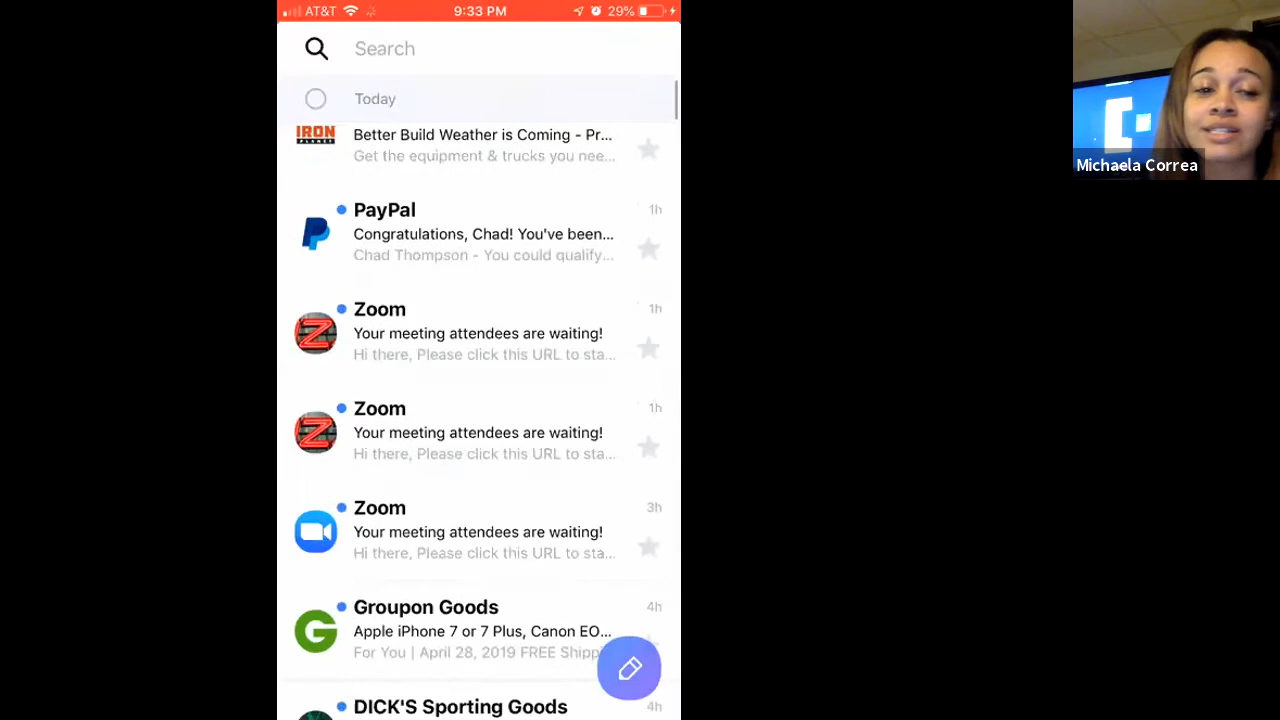 AT&T
9:33 PM
29%
Search
Today
IRON
PLANET
Better Build Weather is Coming - Pr...
Get the equipment & trucks you nee...
PayPal
1h
Congratulations, Chad! You've been...
Chad Thompson - You could qualify...
Zoom
1h
Your meeting attendees are waiting!
Hi there, Please click this URL to sta...
Zoom
1h
Your meeting attendees are waiting!
Hi there, Please click this URL to sta...
Zoom
3h
Your meeting attendees are waiting!
Hi there, Please click this URL to sta...
Groupon Goods
4h
Apple iPhone 7 or 7 Plus, Canon EO...
For You | April 28, 2019 FREE Shippi
DICK'S Sporting Goods
4h
Michaela Correa